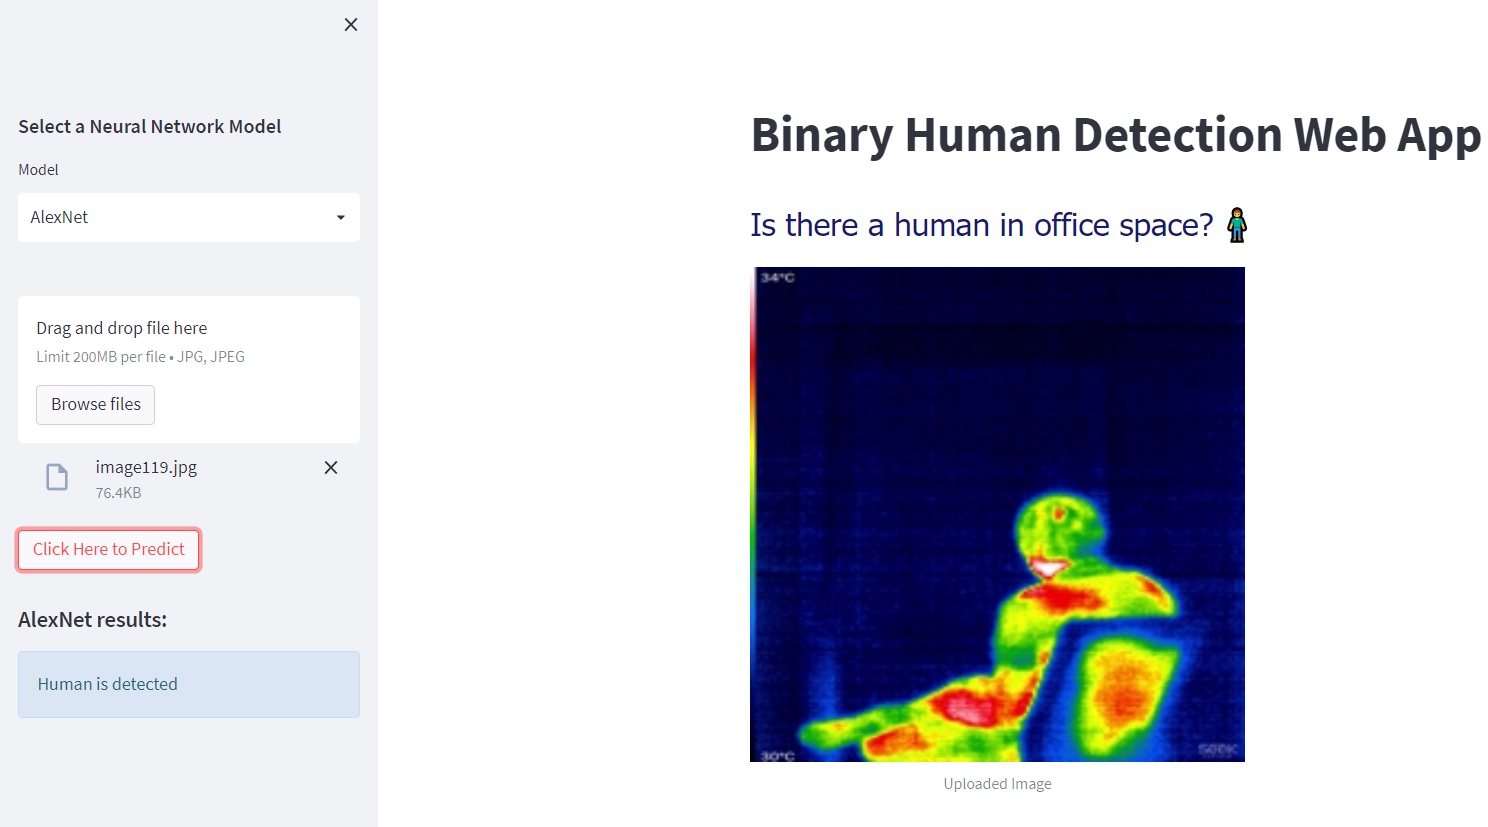 Select a Neural Network Model
Model
AlexNet
Drag and drop file here
Limit 200MB per file • JPG, JPEG
Browse files
image119.jpg
76.4KB
Click Here to Predict
AlexNet results:
Human is detected
Binary Human Detection Web App
Is there a human in office space?
34°C
30°C
SEEK
Uploaded Image